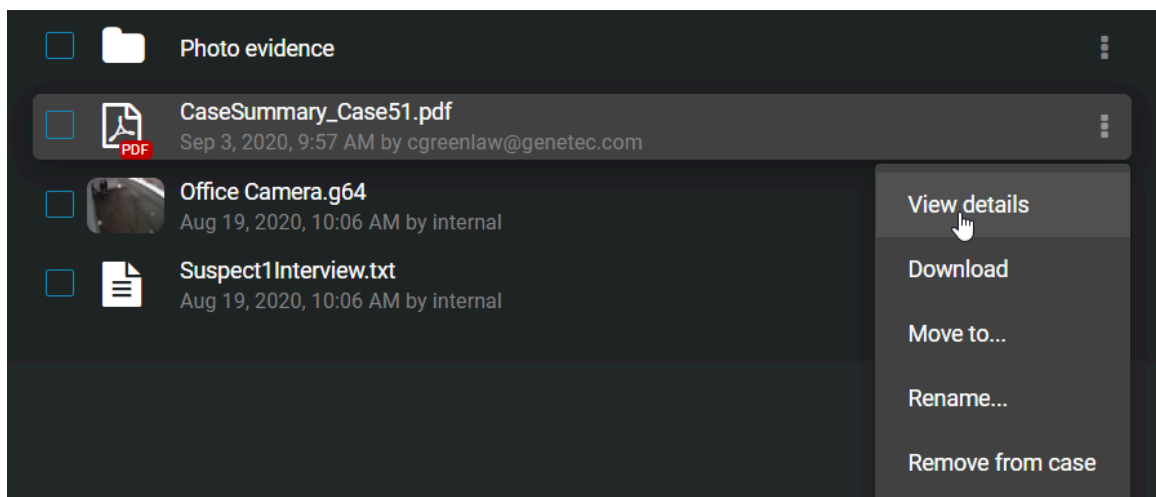 Photo evidence
CaseSummary_Case51.pdf
Sep 3, 2020, 9:57 AM by cgreenlaw@genetec.com
PDF
Office Camera.g64
Aug 19, 2020, 10:06 AM by internal
Suspect1Interview.txt
Aug 19, 2020, 10:06 AM by internal
View details
Download
Move to...
Rename...
Remove from case